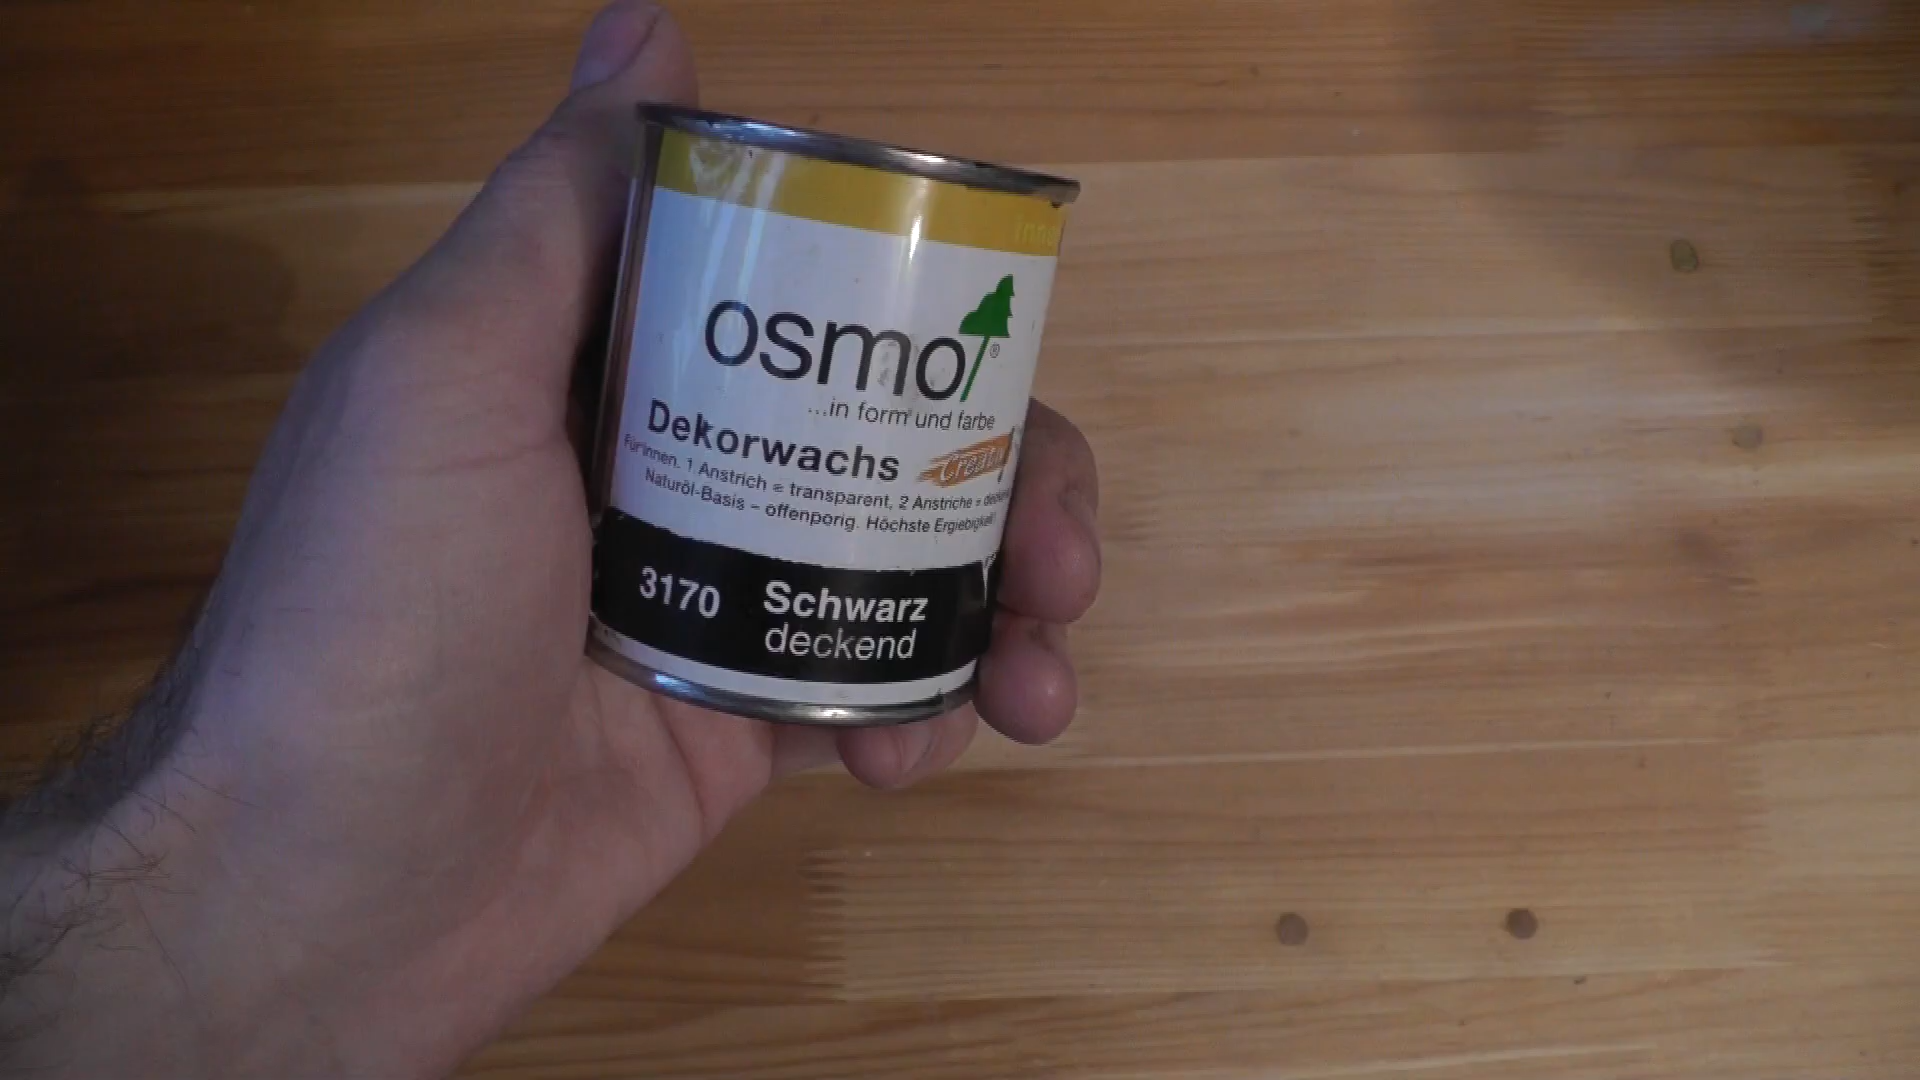 innen
osmo®
...in form und farbe
Dekorwachs Creativ
Für Innen. 1 Anstrich = transparent, 2 Anstriche = deckend
Naturöl-Basis – offenporig. Höchste Ergiebigkeit!
3170 Schwarz
deckend